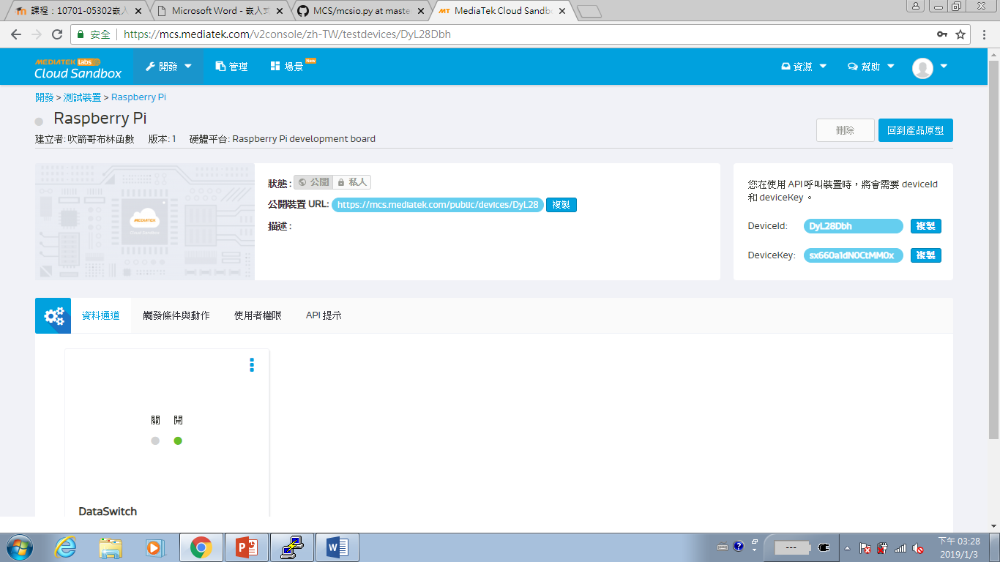 課程：10701-05302嵌入
Microsoft Word - 嵌入式
MCS/mcsio.py at maste
MediaTek Cloud Sandb
安全
https://mcs.mediatek.com/v2console/zh-TW/testdevices/DyL28Dbh
MEDIATEK labs
Cloud Sandbox
開發
管理
場景
New
資源
幫助
開發 > 測試裝置 > Raspberry Pi
Raspberry Pi
建立者: 吹箭哥布林函數 版本: 1 硬體平台: Raspberry Pi development board
刪除
回到產品原型
MEDIATEK
Cloud Sandbox
狀態 : 公開 私人
公開裝置 URL: https://mcs.mediatek.com/public/devices/DyL28 複製
描述 :
您在使用 API 呼叫裝置時，將會需要 deviceId
和 deviceKey 。
DeviceId: DyL28Dbh 複製
DeviceKey: sx660a1dN0CtMM0x 複製
資料通道
觸發條件與動作
使用者權限
API 提示
關 開
DataSwitch
---
下午 03:28
2019/1/3